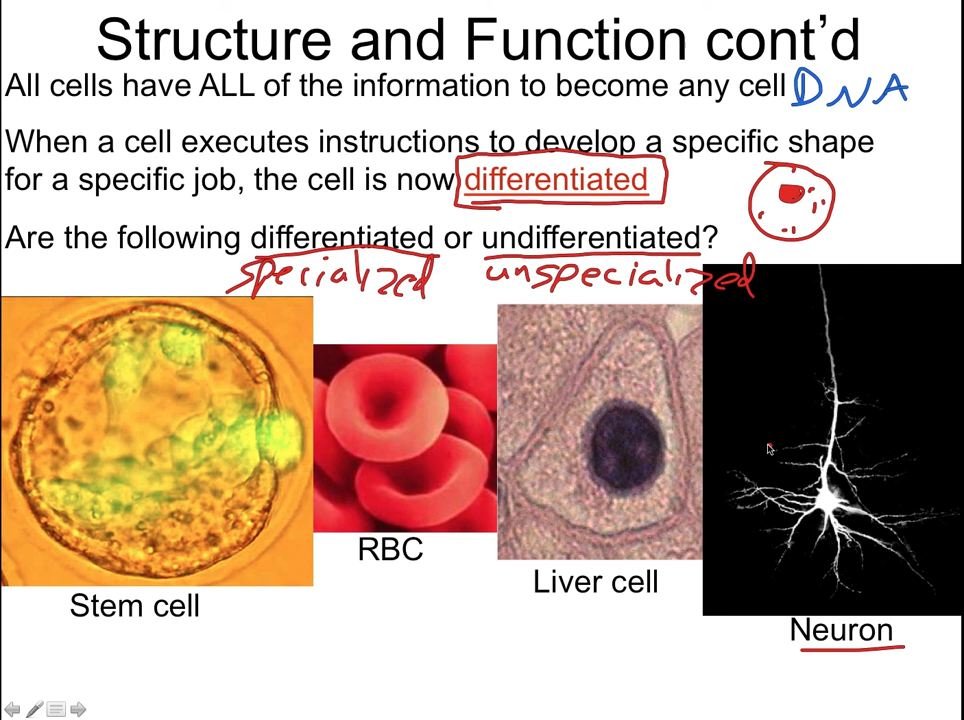 Structure and Function cont'd
All cells have ALL of the information to become any cell DNA
When a cell executes instructions to develop a specific shape
for a specific job, the cell is now differentiated
Are the following differentiated or undifferentiated?
specialized unspecialized
Stem cell
RBC
Liver cell
Neuron